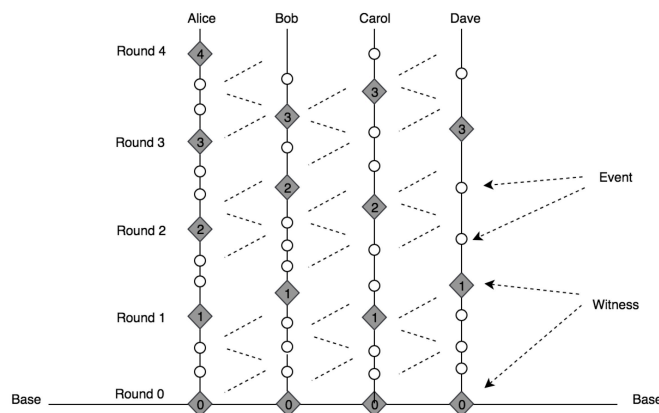 Alice Bob Carol Dave
Round 4
4
3
3
Round 3
3
3
2
Event
2
Round 2
2
1
1
Witness
Round 1
1
1
Round 0
Base
0 0 0 0
Base